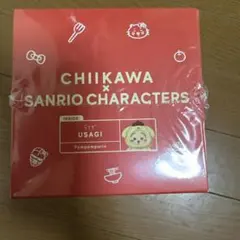 CHIIKAWA
×
SANRIO CHARACTERS
USAGI
Pompompurin